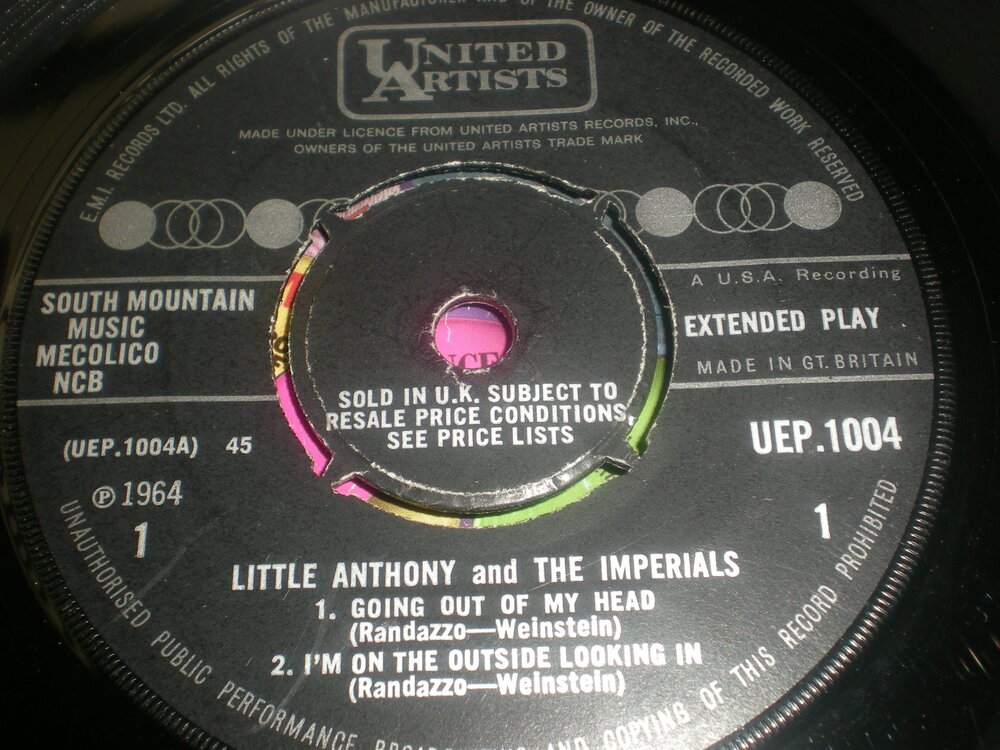 E.M.I. RECORDS LTD. ALL RIGHTS OF THE MANUFACTURER AND OF THE OWNER OF THE RECORDED WORK RESERVED
UNITED
ARTISTS
MADE UNDER LICENCE FROM UNITED ARTISTS RECORDS, INC.,
OWNERS OF THE UNITED ARTISTS TRADE MARK
SOUTH MOUNTAIN
MUSIC
MECOLICO
NCB
A U.S.A. Recording
EXTENDED PLAY
MADE IN GT. BRITAIN
SOLD IN U.K. SUBJECT TO
RESALE PRICE CONDITIONS,
SEE PRICE LISTS
(UEP.1004A) 45
℗ 1964
1
UEP.1004
1
LITTLE ANTHONY and THE IMPERIALS
1. GOING OUT OF MY HEAD
(Randazzo—Weinstein)
2. I'M ON THE OUTSIDE LOOKING IN
(Randazzo—Weinstein)
UNAUTHORISED PUBLIC PERFORMANCE AND COPYING OF THIS RECORD PROHIBITED